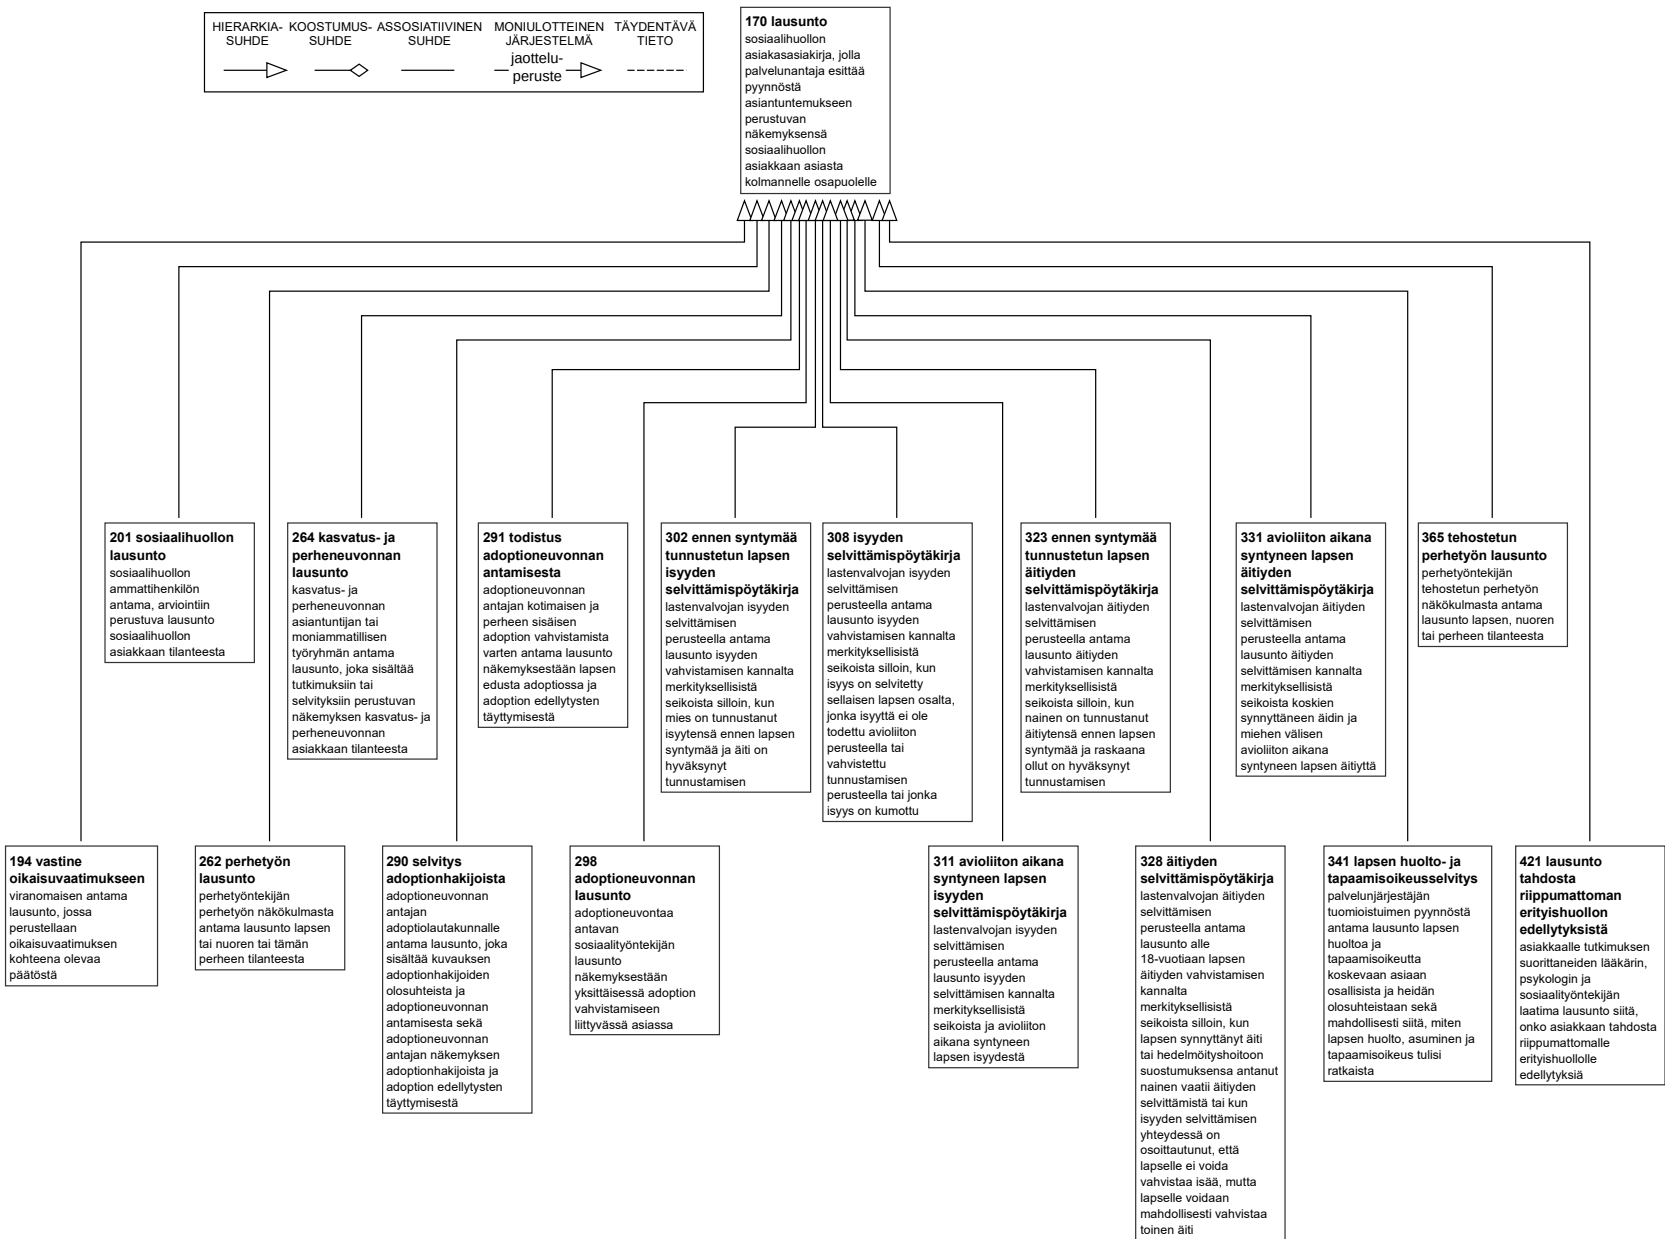 HIERARKIA-
SUHDE
KOOSTUMUS-
SUHDE
ASSOSIATIIVINEN
SUHDE
MONIULOTTEINEN
JÄRJESTELMÄ
jaottelu-
peruste
TÄYDENTÄVÄ
TIETO
170 lausunto
sosiaalihuollon
asiakasasiakirja, jolla
palvelunantaja esittää
pyynnöstä
asiantuntemukseen
perustuvan
näkemyksensä
sosiaalihuollon
asiakkaan asiasta
kolmannelle osapuolelle
201 sosiaalihuollon
lausunto
sosiaalihuollon
ammattihenkilön
antama, arviointiin
perustuva lausunto
sosiaalihuollon
asiakkaan tilanteesta
264 kasvatus- ja
perheneuvonnan
lausunto
kasvatus- ja
perheneuvonnan
asiantuntijan tai
moniammatillisen
työryhmän antama
lausunto, joka sisältää
tutkimuksiin tai
selvityksiin perustuvan
näkemyksen kasvatus- ja
perheneuvonnan
asiakkaan tilanteesta
291 todistus
adoptioneuvonnan
antamisesta
adoptioneuvonnan
antajan kotimaisen ja
perheen sisäisen
adoption vahvistamista
varten antama lausunto
näkemyksestään lapsen
edusta adoptiossa ja
adoption edellytysten
täyttymisestä
302 ennen syntymää
tunnustetun lapsen
isyyden
selvittämispöytäkirja
lastenvalvojan isyyden
selvittämisen
perusteella antama
lausunto isyyden
vahvistamisen kannalta
merkityksellisistä
seikoista silloin, kun
mies on tunnustanut
isyytensä ennen lapsen
syntymää ja äiti on
hyväksynyt
tunnustamisen
308 isyyden
selvittämispöytäkirja
lastenvalvojan isyyden
selvittämisen
perusteella antama
lausunto isyyden
vahvistamisen kannalta
merkityksellisistä
seikoista silloin, kun
isyys on selvitetty
sellaisen lapsen osalta,
jonka isyyttä ei ole
todettu avioliiton
perusteella tai
vahvistettu
tunnustamisen
perusteella tai jonka
isyys on kumottu
323 ennen syntymää
tunnustetun lapsen
äitiyden
selvittämispöytäkirja
lastenvalvojan äitiyden
selvittämisen
perusteella antama
lausunto äitiyden
vahvistamisen kannalta
merkityksellisistä
seikoista silloin, kun
nainen on tunnustanut
äitiytensä ennen lapsen
syntymää ja raskaana
ollut on hyväksynyt
tunnustamisen
331 avioliiton aikana
syntyneen lapsen
äitiyden
selvittämispöytäkirja
lastenvalvojan äitiyden
selvittämisen
perusteella antama
lausunto äitiyden
selvittämisen kannalta
merkityksellisistä
seikoista koskien
synnyttäneen äidin ja
miehen välisen
avioliiton aikana
syntyneen lapsen äitiyttä
365 tehostetun
perhetyön lausunto
perhetyöntekijän
tehostetun perhetyön
näkökulmasta antama
lausunto lapsen, nuoren
tai perheen tilanteesta
194 vastine
oikaisuvaatimukseen
viranomaisen antama
lausunto, jossa
perustellaan
oikaisuvaatimuksen
kohteena olevaa
päätöstä
262 perhetyön
lausunto
perhetyöntekijän
perhetyön näkökulmasta
antama lausunto lapsen
tai nuoren tai tämän
perheen tilanteesta
290 selvitys
adoptionhakijoista
adoptioneuvonnan
antajan
adoptiolautakunnalle
antama lausunto, joka
sisältää kuvauksen
adoptionhakijoiden
olosuhteista ja
adoptioneuvonnan
antamisesta sekä
adoptioneuvonnan
antajan näkemyksen
adoptionhakijoista ja
adoption edellytysten
täyttymisestä
298
adoptioneuvonnan
lausunto
adoptioneuvontaa
antavan
sosiaalityöntekijän
lausunto
näkemyksestään
yksittäisessä adoption
vahvistamiseen
liittyvässä asiassa
311 avioliiton aikana
syntyneen lapsen
isyyden
selvittämispöytäkirja
lastenvalvojan isyyden
selvittämisen
perusteella antama
lausunto isyyden
selvittämisen kannalta
merkityksellisistä
seikoista ja avioliiton
aikana syntyneen
lapsen isyydestä
328 äitiyden
selvittämispöytäkirja
lastenvalvojan äitiyden
selvittämisen
perusteella antama
lausunto alle
18-vuotiaan lapsen
äitiyden vahvistamisen
kannalta
merkityksellisistä
seikoista silloin, kun
lapsen synnyttänyt äiti
tai hedelmöityshoitoon
suostumuksensa antanut
nainen vaatii äitiyden
selvittämistä tai kun
isyyden selvittämisen
yhteydessä on
osoittautunut, että
lapselle ei voida
vahvistaa isää, mutta
lapselle voidaan
mahdollisesti vahvistaa
toinen äiti
341 lapsen huolto- ja
tapaamisoikeusselvitys
palvelunjärjestäjän
tuomioistuimen pyynnöstä
antama lausunto lapsen
huoltoa ja
tapaamisoikeutta
koskevaan asiaan
osallisista ja heidän
olosuhteistaan sekä
mahdollisesti siitä, miten
lapsen huolto, asuminen ja
tapaamisoikeus tulisi
ratkaista
421 lausunto
tahdosta
riippumattoman
erityishuollon
edellytyksistä
asiakkaalle tutkimuksen
suorittaneiden lääkärin,
psykologin ja
sosiaalityöntekijän
laatima lausunto siitä,
onko asiakkaan tahdosta
riippumattomalle
erityishuollolle
edellytyksiä